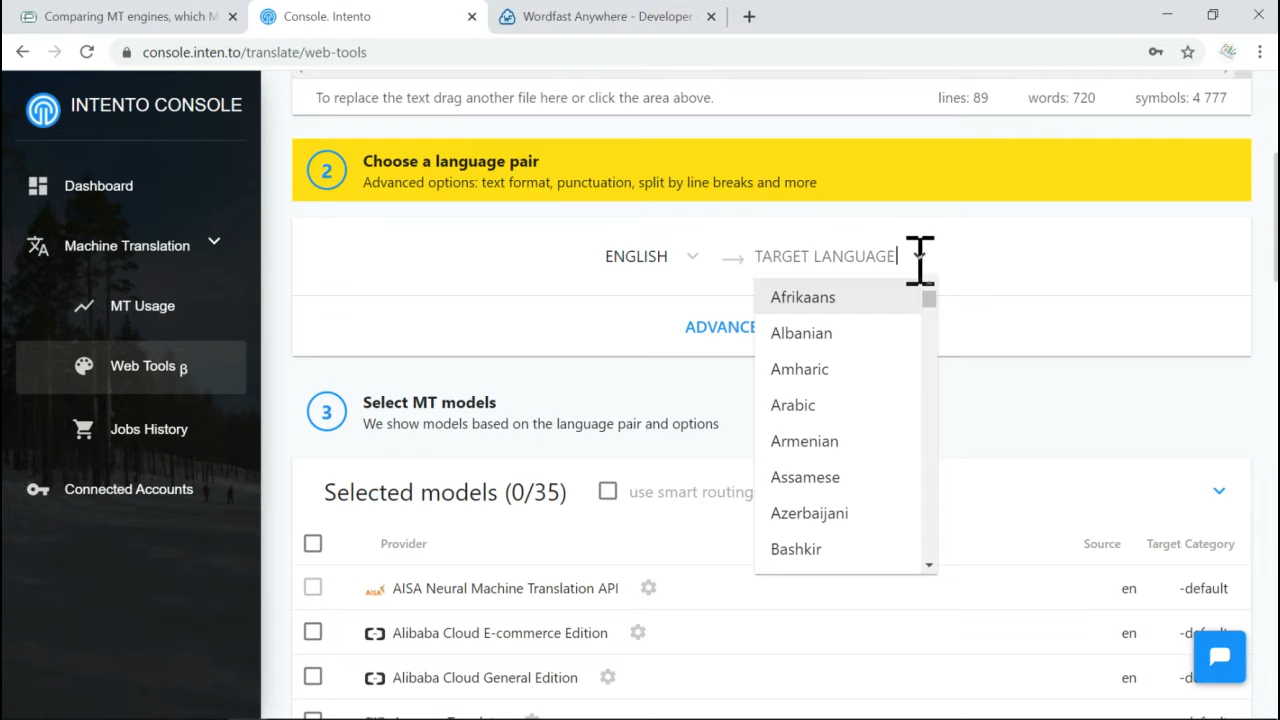 Comparing MT engines, which M
Console. Intento
Wordfast Anywhere - Developer
console.inten.to/translate/web-tools
INTENTO CONSOLE
Dashboard
Machine Translation
MT Usage
Web Tools β
Jobs History
Connected Accounts
To replace the text drag another file here or click the area above.
lines: 89 words: 720 symbols: 4 777
2
Choose a language pair
Advanced options: text format, punctuation, split by line breaks and more
ENGLISH → TARGET LANGUAGE
ADVANCE
Afrikaans
Albanian
Amharic
Arabic
Armenian
Assamese
Azerbaijani
Bashkir
3
Select MT models
We show models based on the language pair and options
Selected models (0/35)
use smart routing
Provider Source Target Category
AISA Neural Machine Translation API en -default
Alibaba Cloud E-commerce Edition en -def
Alibaba Cloud General Edition en -d